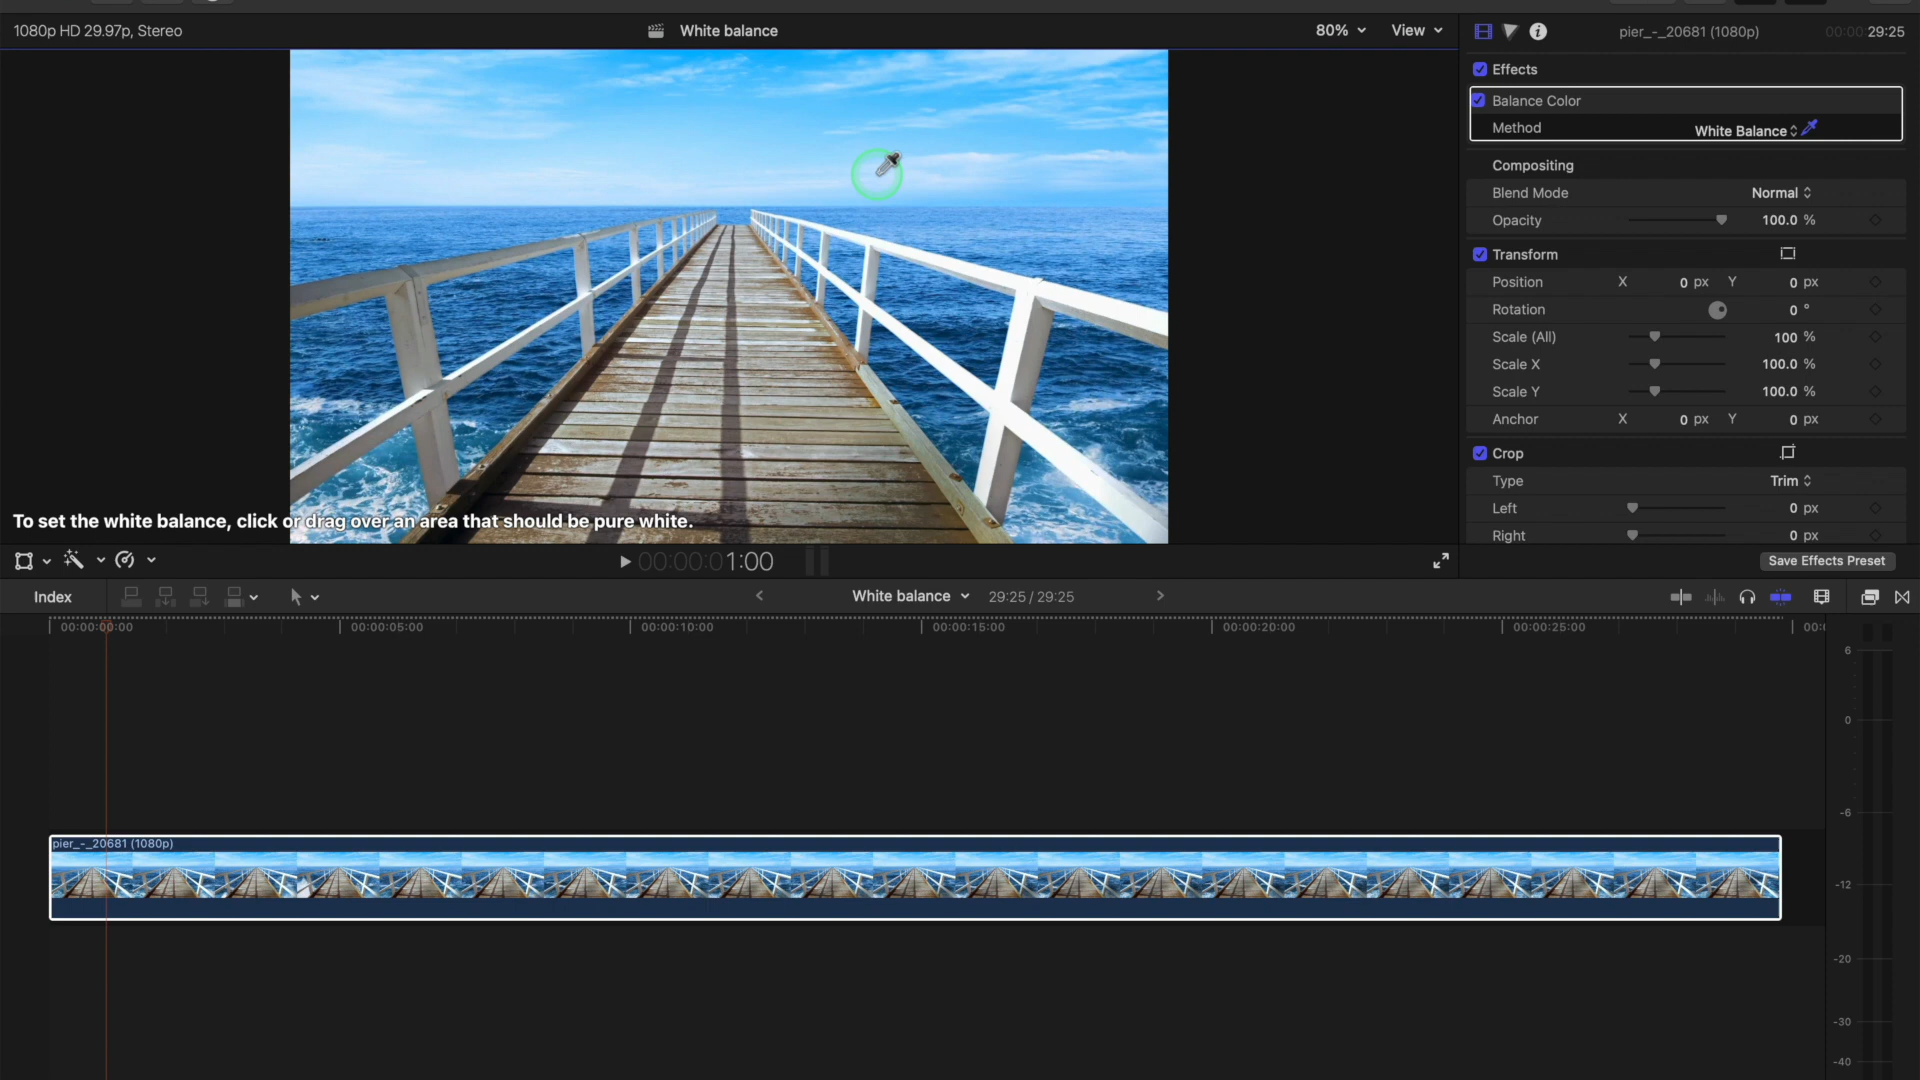 1080p HD 29.97p, Stereo
White balance
80%
View
pier_-_20681 (1080p)
00:00:29:25
Effects
Balance Color
Method
White Balance
Compositing
Blend Mode
Normal
Opacity
100.0 %
Transform
Position
X
0 px
Y
0 px
Rotation
0 °
Scale (All)
100 %
Scale X
100.0 %
Scale Y
100.0 %
Anchor
X
0 px
Y
0 px
Crop
Type
Trim
Left
0 px
Right
0 px
To set the white balance, click or drag over an area that should be pure white.
00:00:01:00
Save Effects Preset
Index
White balance
29:25 / 29:25
00:00:00:00
00:00:05:00
00:00:10:00
00:00:15:00
00:00:20:00
00:00:25:00
6
0
-6
pier_-_20681 (1080p)
-12
-20
-30
-40